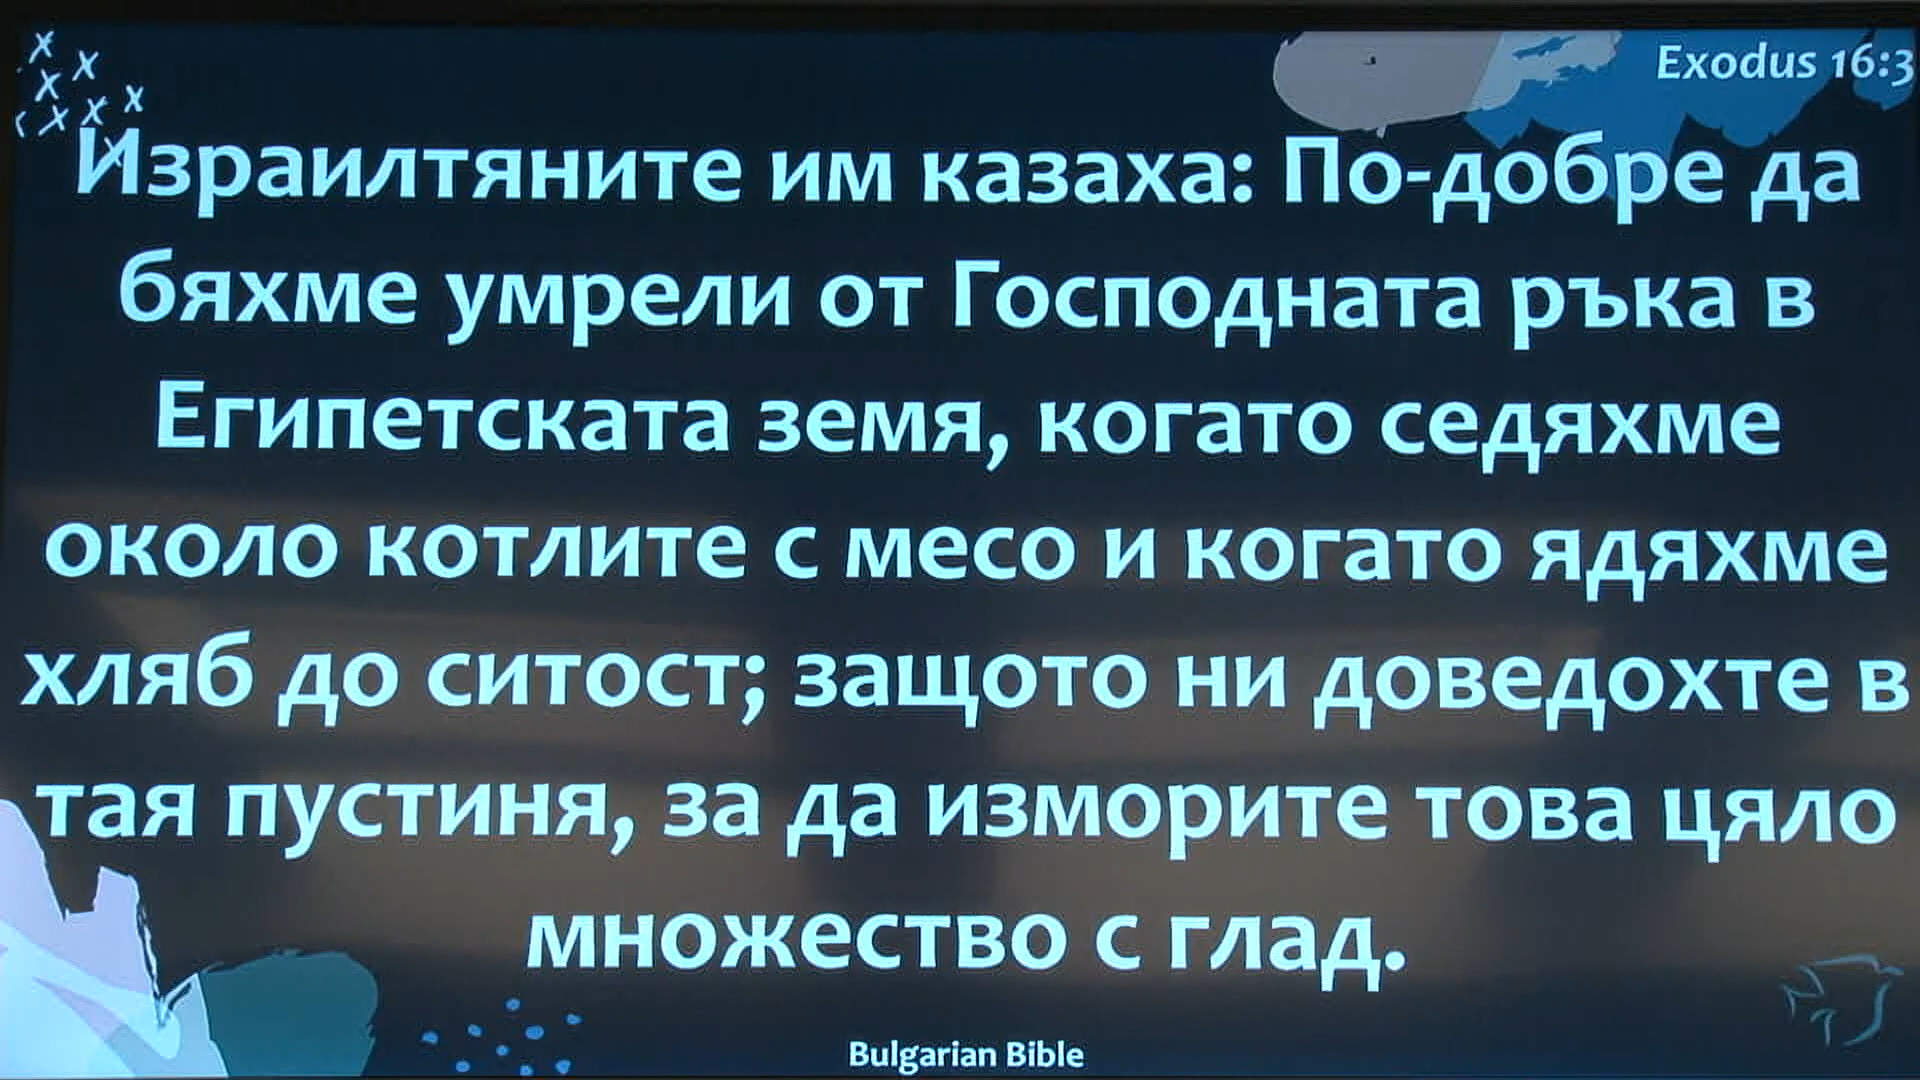 Exodus 16:3
Израилтяните им казаха: По-добре да
бяхме умрели от Господната ръка в
Египетската земя, когато седяхме
около котлите с месо и когато ядяхме
хляб до ситост; защото ни доведохте в
тая пустиня, за да изморите това цяло
множество с глад.
Bulgarian Bible